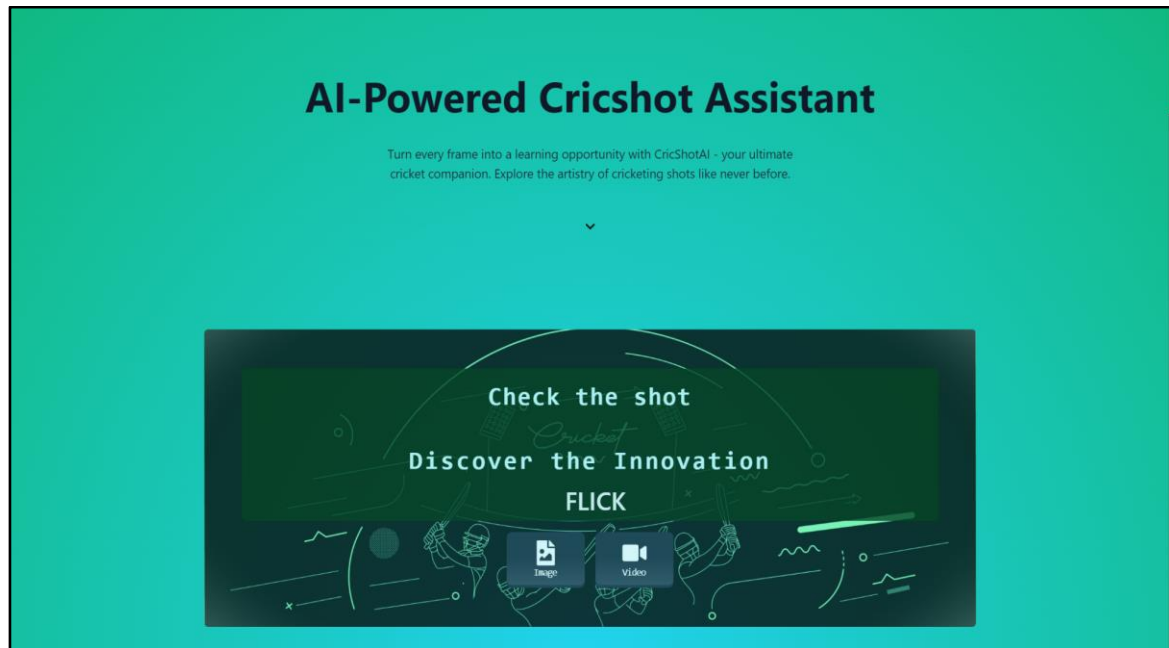 AI-Powered Cricshot Assistant
Turn every frame into a learning opportunity with CricShotAI - your ultimate
cricket companion. Explore the artistry of cricketing shots like never before.
Check the shot
Cricket
Discover the Innovation
FLICK
Image
Video